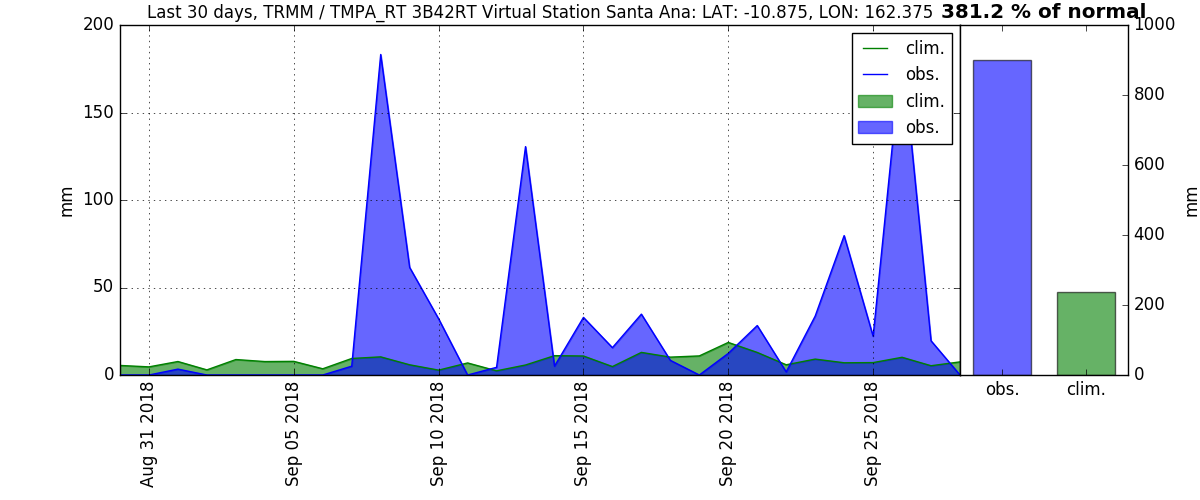 Last 30 days, TRMM / TMPA_RT 3B42RT Virtual Station Santa Ana: LAT: -10.875, LON: 162.375 381.2 % of normal
200
150
100
50
0
mm
clim.
obs.
clim.
obs.
1000
800
600
400
200
0
mm
Aug 31 2018
Sep 05 2018
Sep 10 2018
Sep 15 2018
Sep 20 2018
Sep 25 2018
obs.
clim.